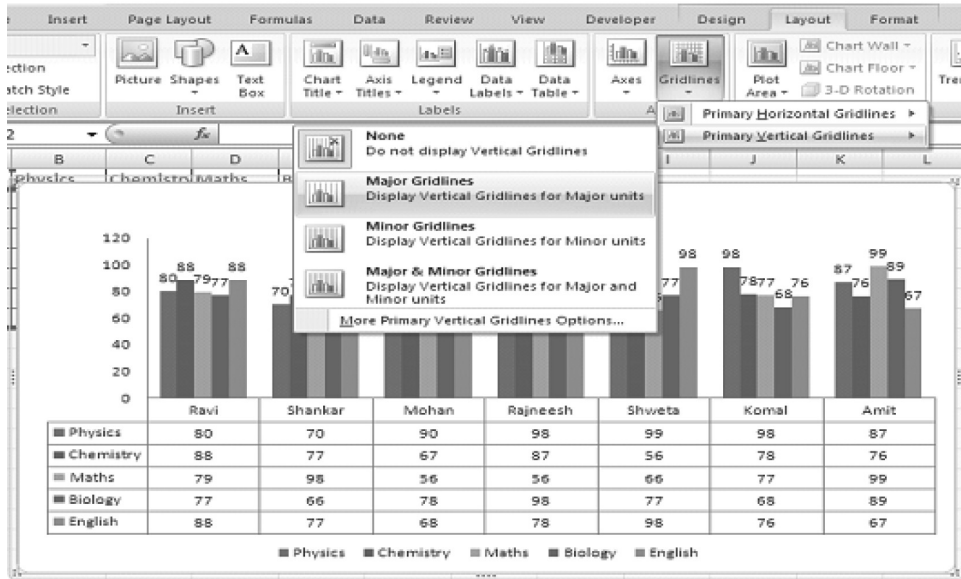 Insert Page Layout Formulas Data Review View Developer Design Layout Format
ection
atch Style
election
Picture Shapes Text Box
Insert
Chart Title Axis Titles Legend Data Labels Data Table
Labels
Axes Gridlines
A
Plot Area
Chart Wall
Chart Floor
3-D Rotation
Tre
Primary Horizontal Gridlines
Primary Vertical Gridlines
2 fx
None
Do not display Vertical Gridlines
Major Gridlines
Display Vertical Gridlines for Major units
Minor Gridlines
Display Vertical Gridlines for Minor units
Major & Minor Gridlines
Display Vertical Gridlines for Major and
Minor units
More Primary Vertical Gridlines Options...
B C D I J K L
Physics Chemistry Maths B
120
100
80
60
40
20
0
80 88 79 77 88
70
77 98
98 78 77 68 76
87 76 99 89 67
Ravi Shankar Mohan Rajneesh Shweta Komal Amit
Physics 80 70 90 98 99 98 87
Chemistry 88 77 67 87 56 78 76
Maths 79 98 56 56 66 77 99
Biology 77 66 78 98 77 68 89
English 88 77 68 78 98 76 67
Physics Chemistry Maths Biology English